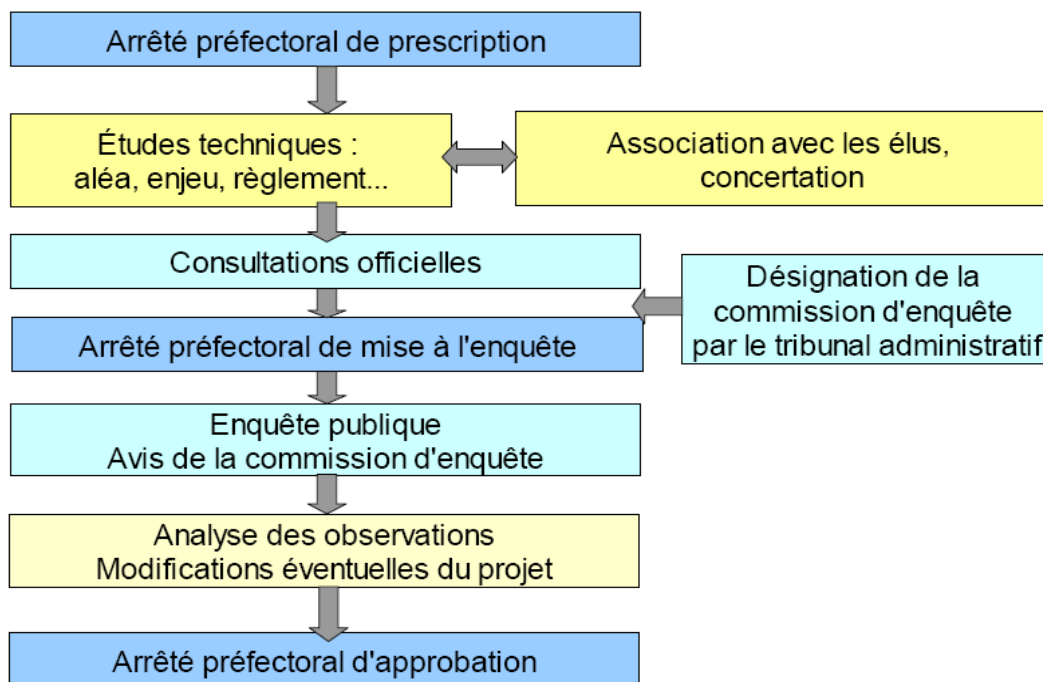 Arrêté préfectoral de prescription
Études techniques :
aléa, enjeu, règlement...
Association avec les élus,
concertation
Consultations officielles
Désignation de la
commission d'enquête
par le tribunal administratif
Arrêté préfectoral de mise à l'enquête
Enquête publique
Avis de la commission d'enquête
Analyse des observations
Modifications éventuelles du projet
Arrêté préfectoral d'approbation